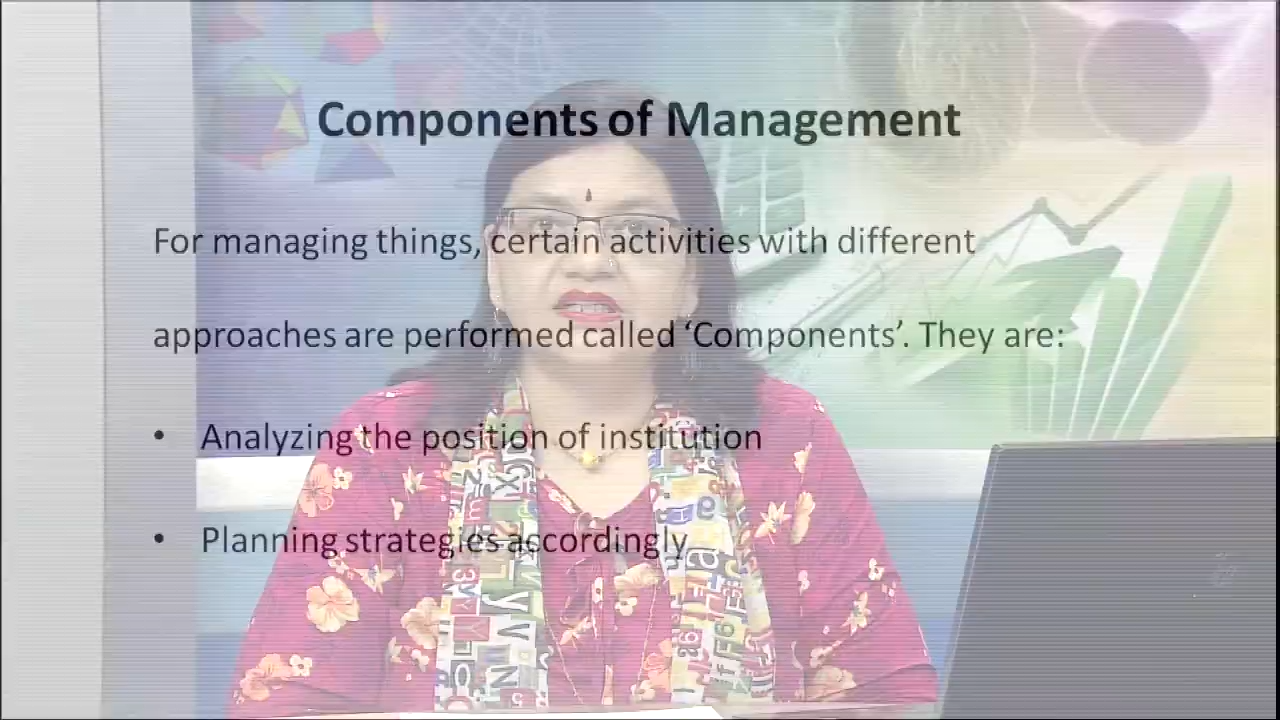 Components of Management
For managing things, certain activities with different
approaches are performed called ‘Components’. They are:
• Analyzing the position of institution
• Planning strategies accordingly